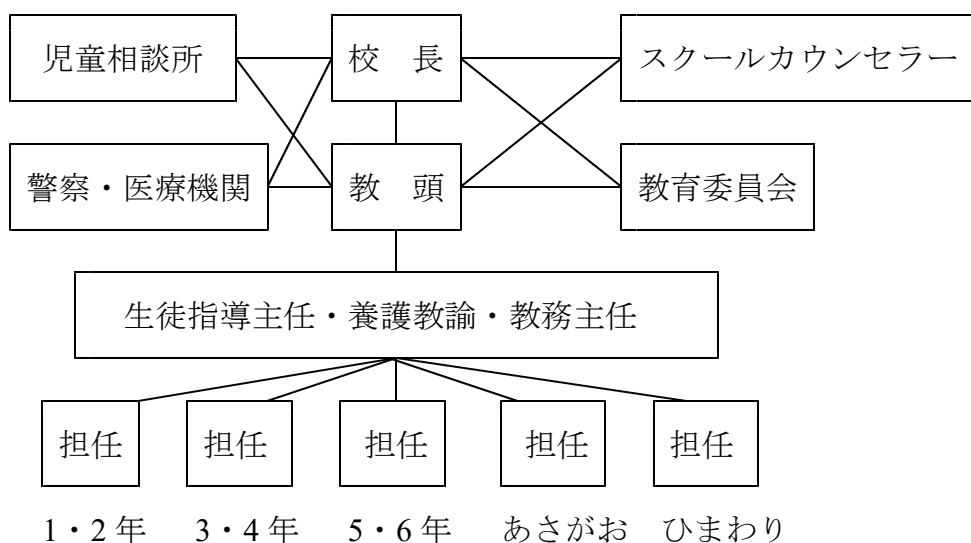 児童相談所
校　長
スクールカウンセラー
警察・医療機関
教　頭
教育委員会
生徒指導主任・養護教諭・教務主任
担任
担任
担任
担任
担任
1・2年
3・4年
5・6年
あさがお
ひまわり